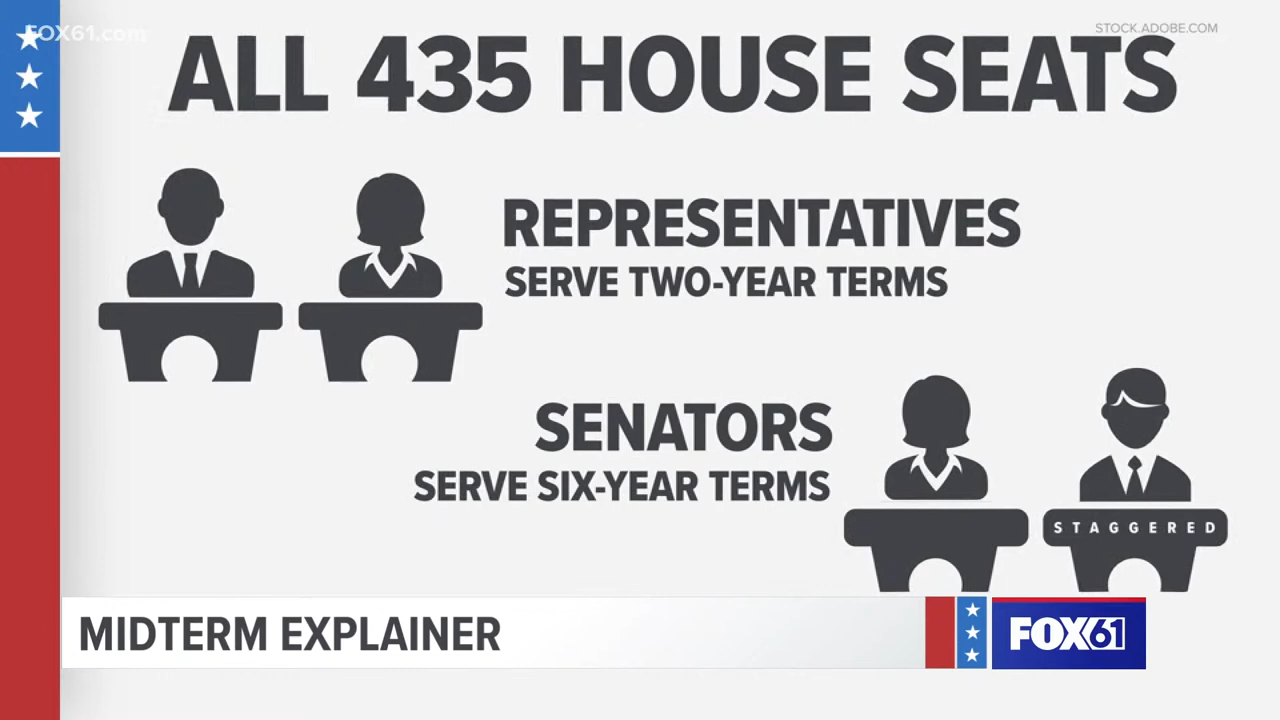 FOX61.com
STOCK.ADOBE.COM
ALL 435 HOUSE SEATS
REPRESENTATIVES
SERVE TWO-YEAR TERMS
SENATORS
SERVE SIX-YEAR TERMS
STAGGERED
MIDTERM EXPLAINER
FOX61